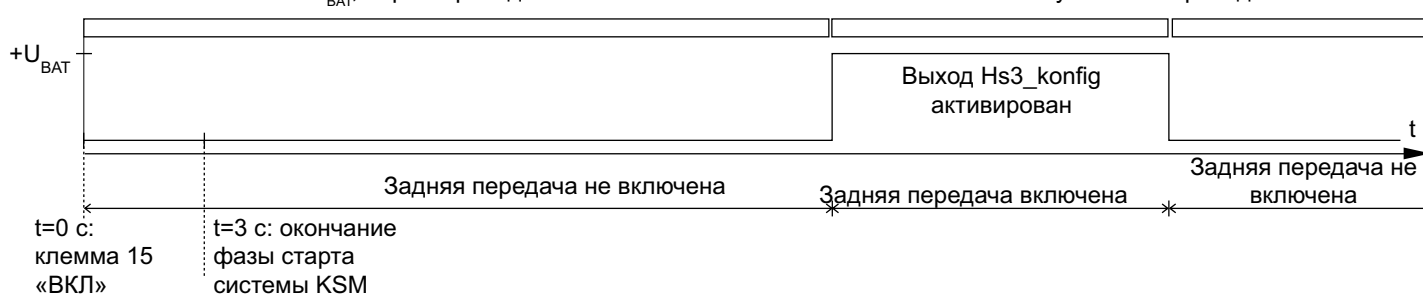 BAT
+U BAT
Выход Hs3_konfig
активирован
t
Задняя передача не включена
Задняя передача включена
Задняя передача не
включена
t=0 с:
клемма 15
«ВКЛ»
t=3 с: окончание
фазы старта
системы KSM